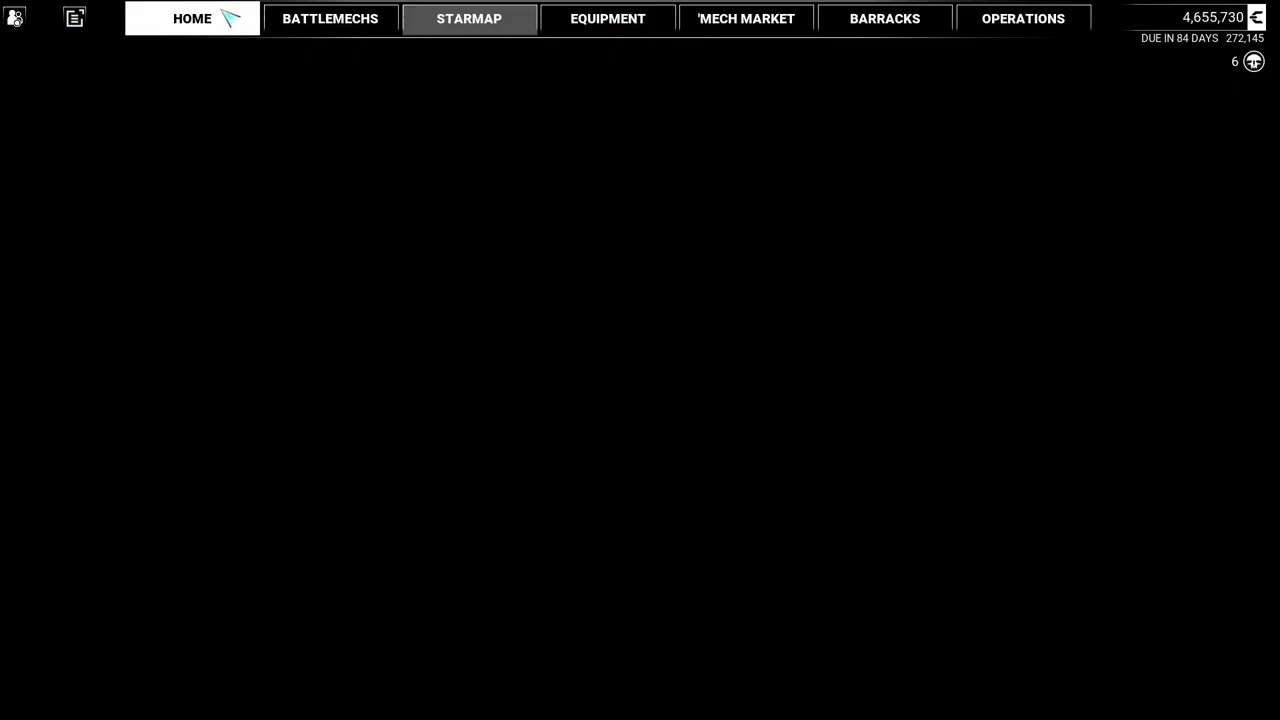 HOME
BATTLEMECHS
STARMAP
EQUIPMENT
'MECH MARKET
BARRACKS
OPERATIONS
4,655,730
DUE IN 84 DAYS 272,145
6